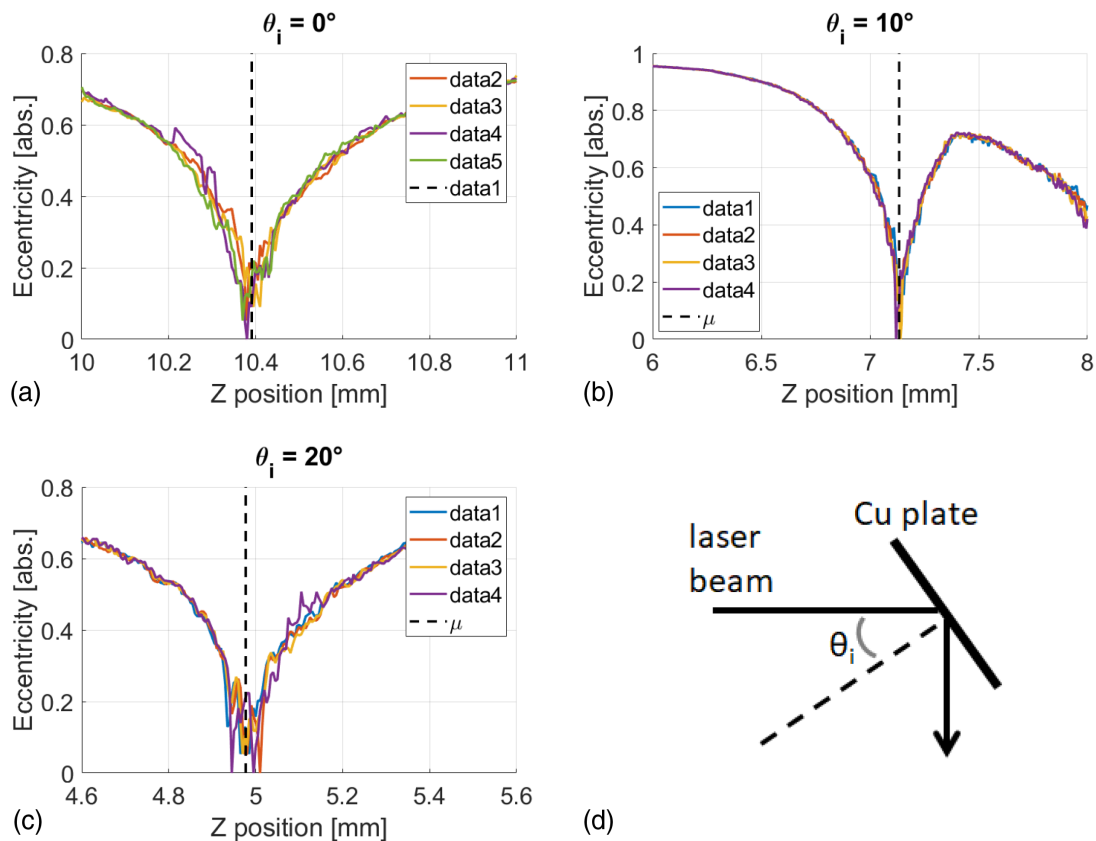 θi = 0°
Eccentricity [abs.]
0.8
0.6
0.4
0.2
0
10
10.2
10.4
10.6
10.8
11
Z position [mm]
data2
data3
data4
data5
data1
(a)
θi = 10°
Eccentricity [abs.]
1
0.8
0.6
0.4
0.2
0
6
6.5
7
7.5
8
Z position [mm]
data1
data2
data3
data4
μ
(b)
θi = 20°
Eccentricity [abs.]
0.8
0.6
0.4
0.2
0
4.6
4.8
5
5.2
5.4
5.6
Z position [mm]
data1
data2
data3
data4
μ
(c)
Cu plate
laser
beam
θi
(d)